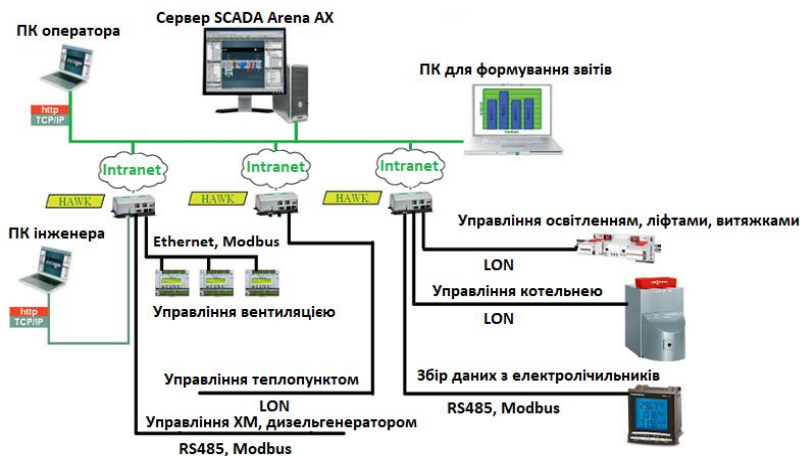 Сервер SCADA Arena AX
ПК оператора
ПК для формування звітів
http
TCP/IP
Intranet
Intranet
Intranet
HAWK
HAWK
HAWK
Управління освітленням, ліфтами, витяжками
ПК інженера
Ethernet, Modbus
LON
http
TCP/IP
Управління вентиляцією
Управління котельнею
LON
Управління теплопунктом
LON
Збір даних з електролічильників
RS485, Modbus
Управління ХМ, дизельгенератором
RS485, Modbus